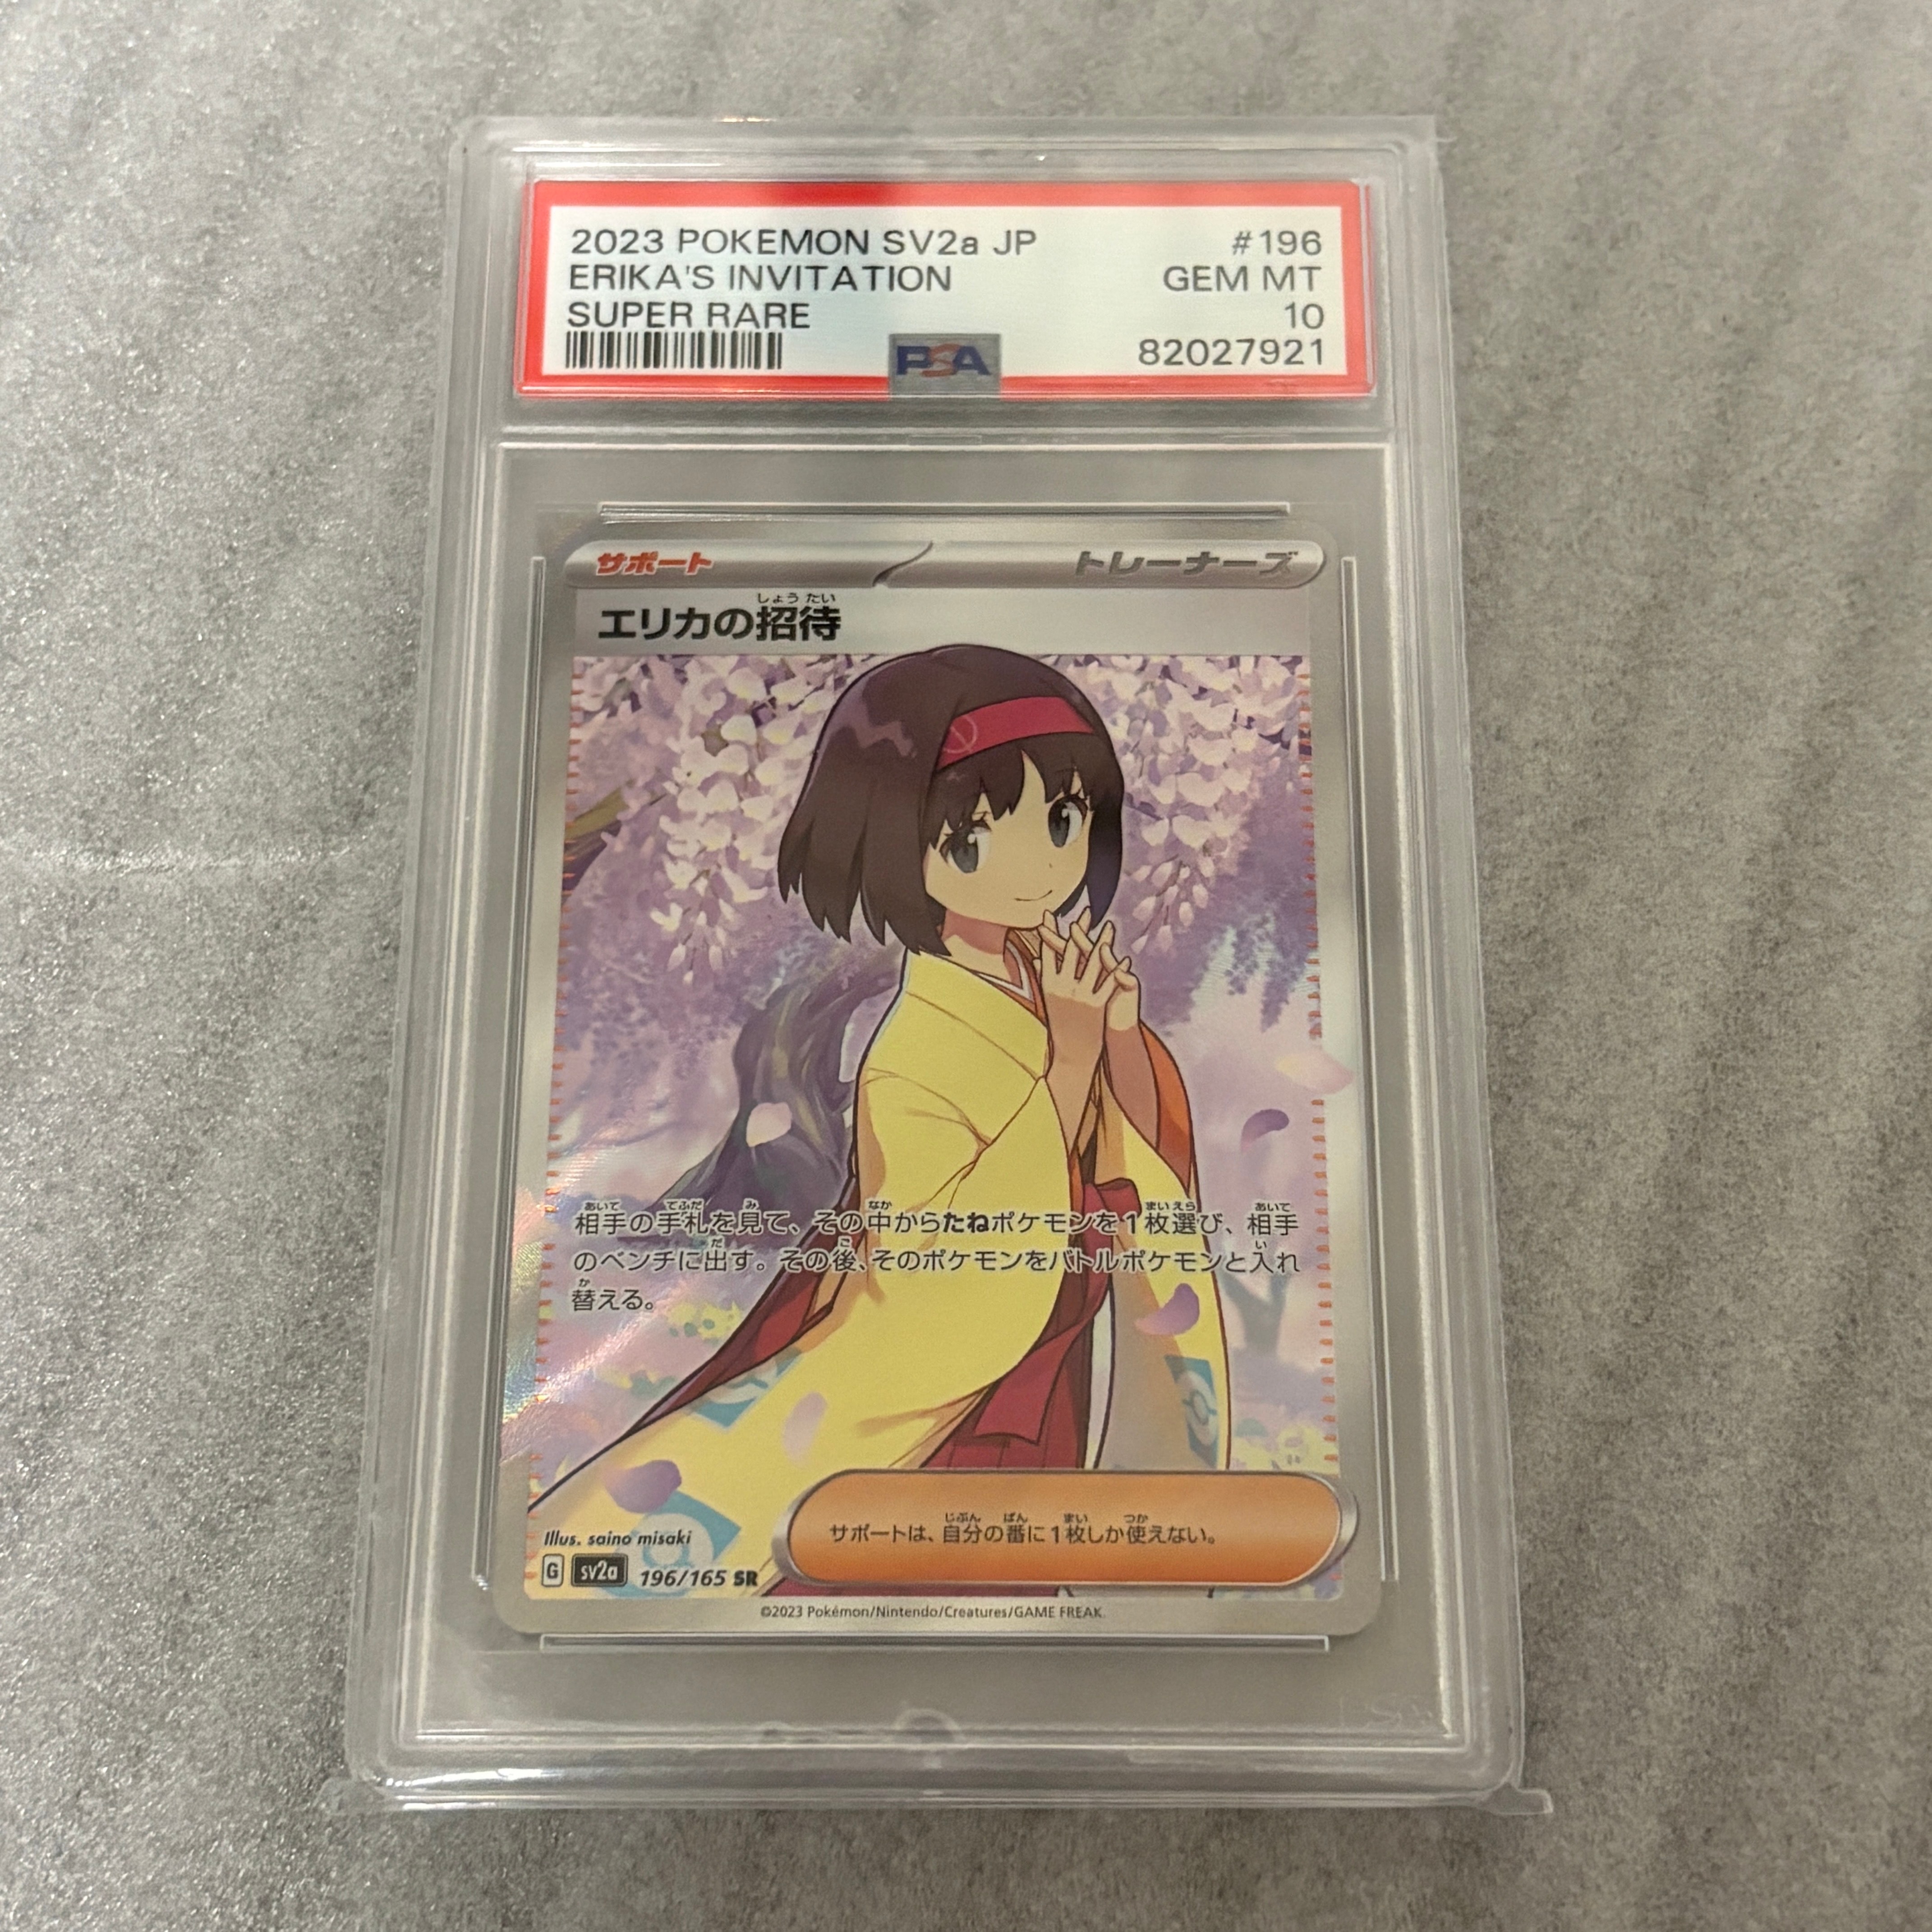 2023 POKEMON SV2a JP #196
ERIKA'S INVITATION GEM MT
SUPER RARE 10
PSA 82027921
サポート トレーナーズ
しょうたい
エリカの招待
あいて てふだ み なか まいえら あいて
相手の手札を見て、その中からたねポケモンを1枚選び、相手
だ ご い
のベンチに出す。その後、そのポケモンをバトルポケモンと入れ
か
替える。
じぶん ばん まい つか
サポートは、自分の番に1枚しか使えない。
Illus. saino misaki
G sv2a 196/165 SR
©2023 Pokémon/Nintendo/Creatures/GAME FREAK.